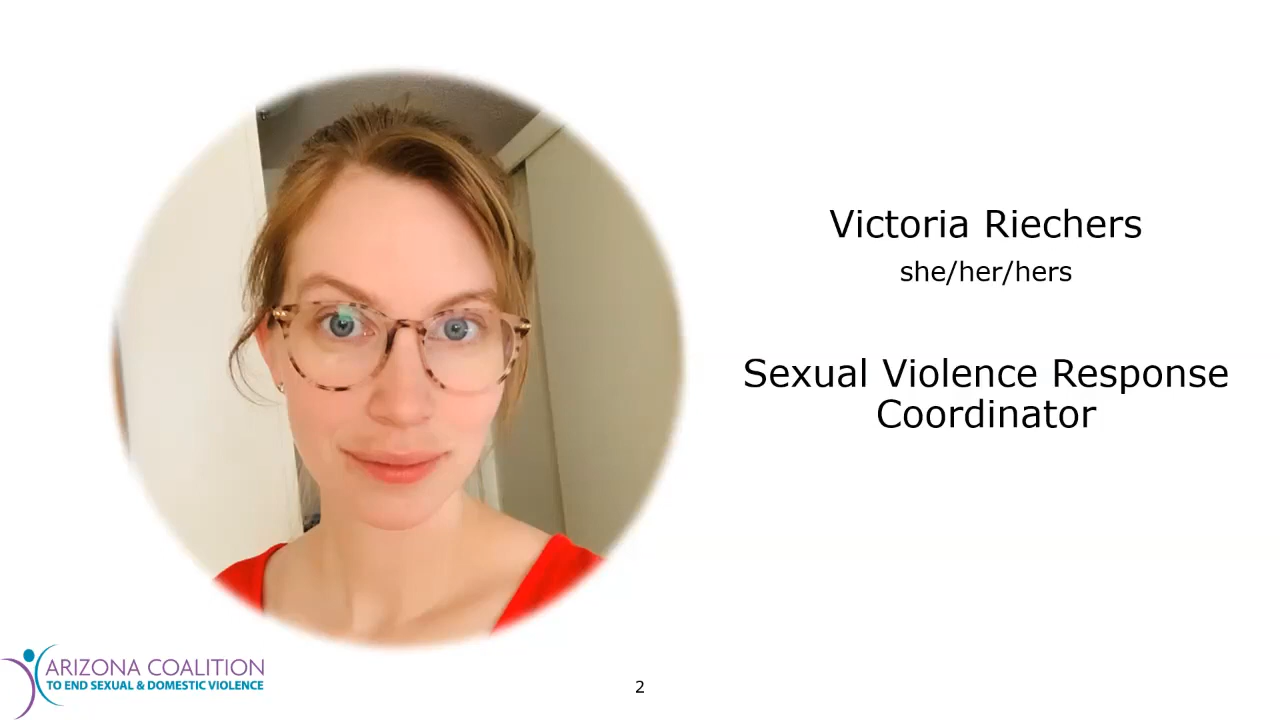 Victoria Riechers
she/her/hers
Sexual Violence Response
Coordinator
ARIZONA COALITION
TO END SEXUAL & DOMESTIC VIOLENCE
2